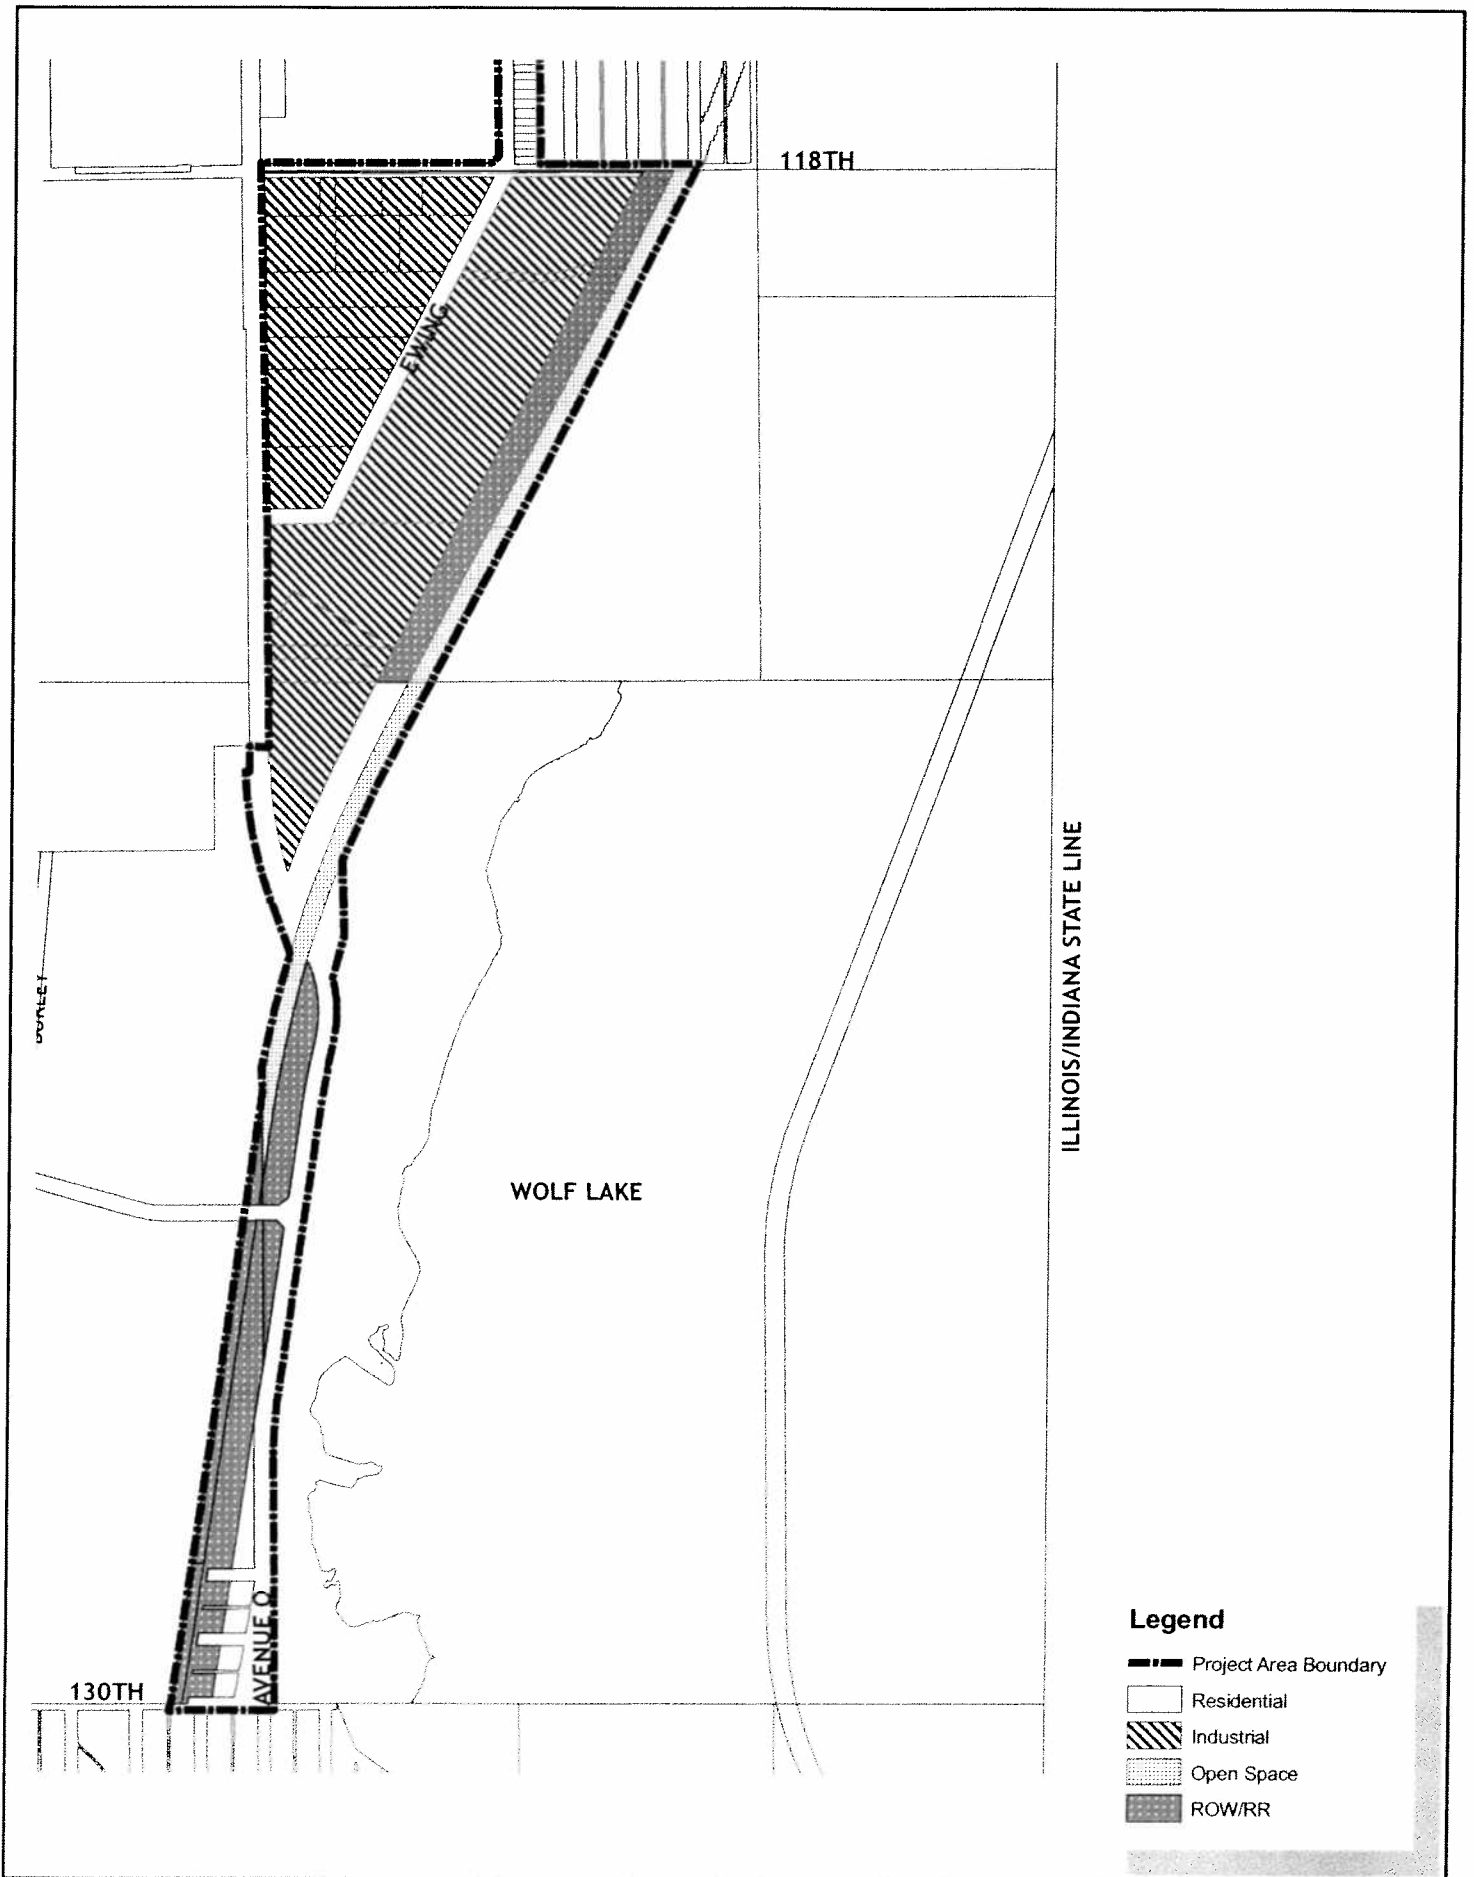 118TH
EWING
ILLINOIS/INDIANA STATE LINE
WOLF LAKE
AVENUE O
130TH
Legend
Project Area Boundary
Residential
Industrial
Open Space
ROW/RR